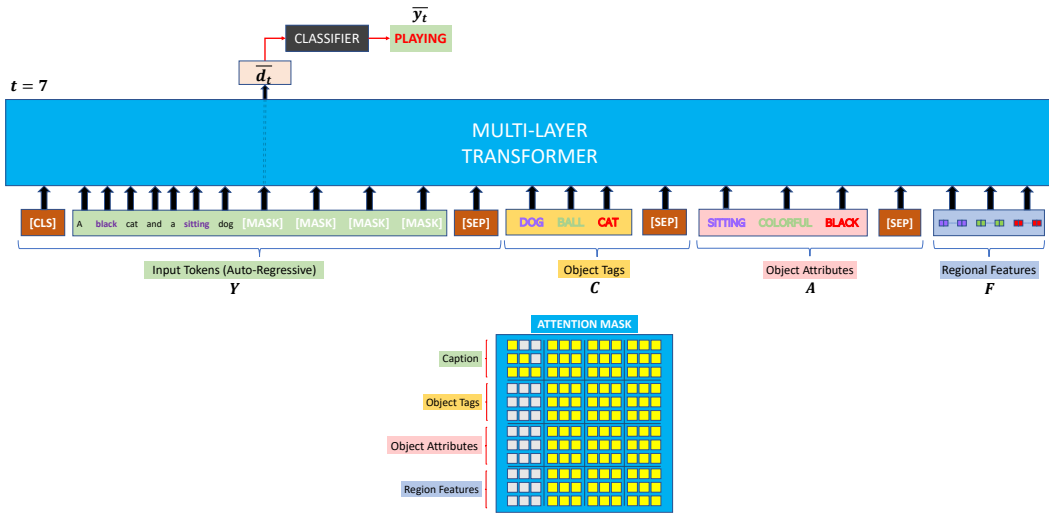 y̅_t
CLASSIFIER
PLAYING
d̅_t
t = 7
MULTI-LAYER
TRANSFORMER
[CLS] A black cat and a sitting dog [MASK] [MASK] [MASK] [MASK] [SEP] DOG BALL CAT [SEP] SITTING COLORFUL BLACK [SEP]
Input Tokens (Auto-Regressive) Object Tags Object Attributes Regional Features
Y C A F
ATTENTION MASK
Caption
Object Tags
Object Attributes
Region Features